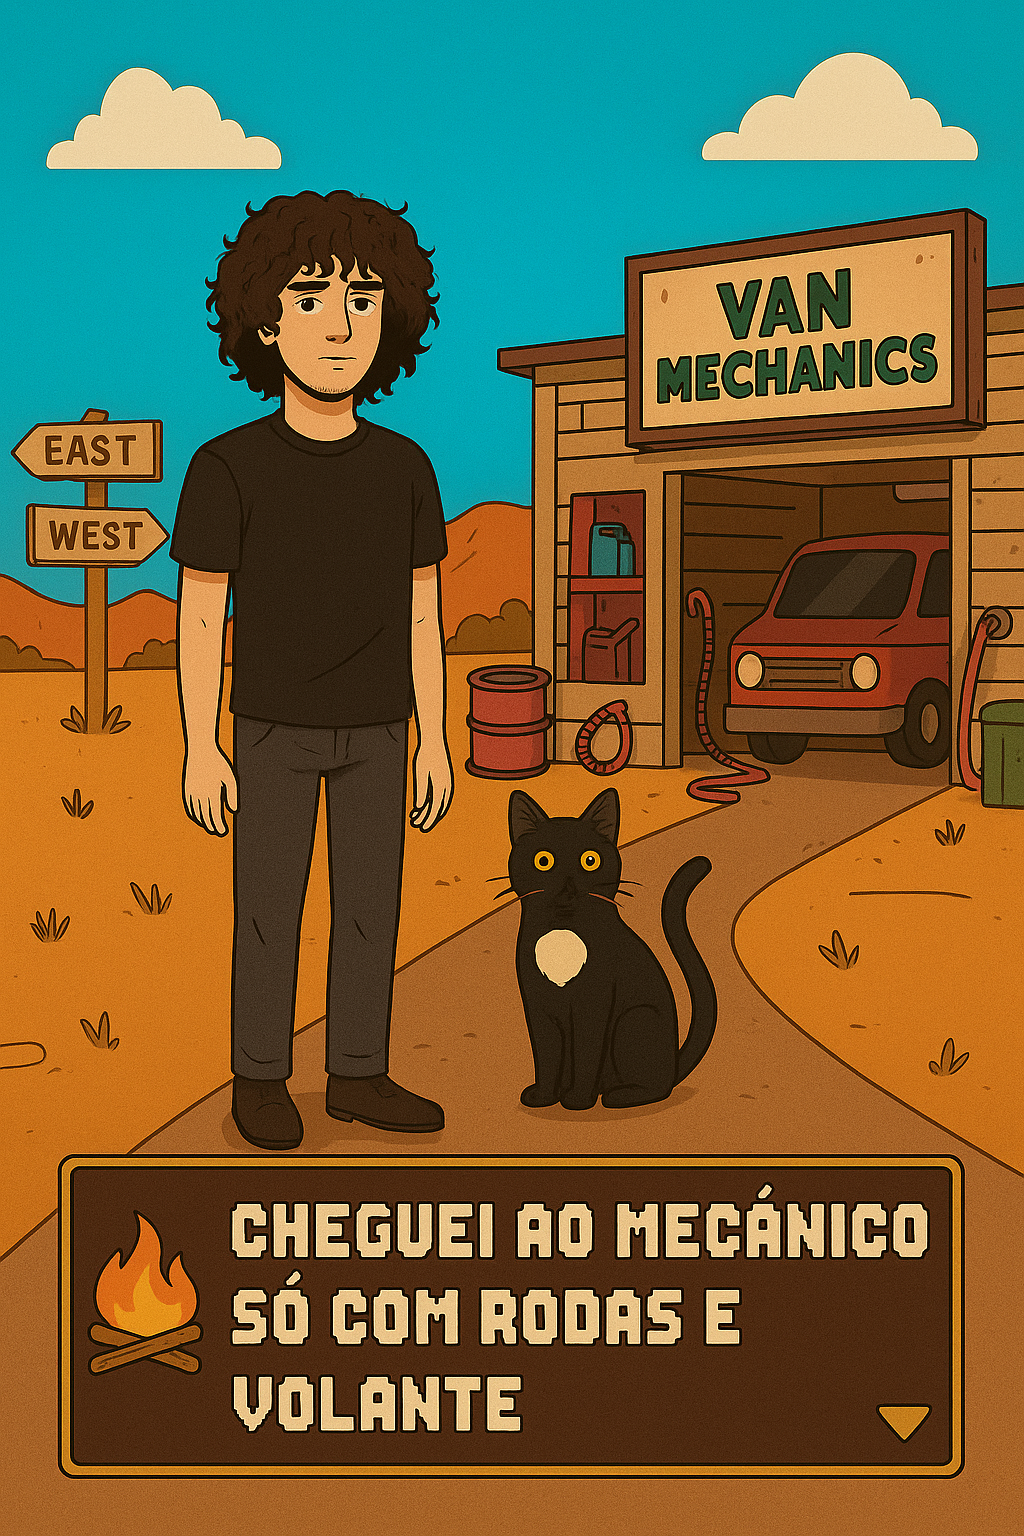 VAN
MECHANICS
EAST
WEST
CHEGUEI AO MECÁNICO
SÓ COM RODAS E
VOLANTE